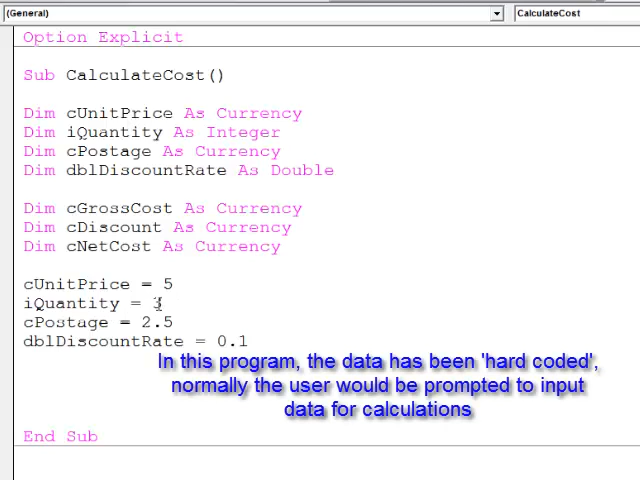 (General) CalculateCost
Option Explicit
Sub CalculateCost()
Dim cUnitPrice As Currency
Dim iQuantity As Integer
Dim cPostage As Currency
Dim dblDiscountRate As Double
Dim cGrossCost As Currency
Dim cDiscount As Currency
Dim cNetCost As Currency
cUnitPrice = 5
iQuantity = 3
cPostage = 2.5
dblDiscountRate = 0.1
In this program, the data has been 'hard coded',
normally the user would be prompted to input
data for calculations
End Sub